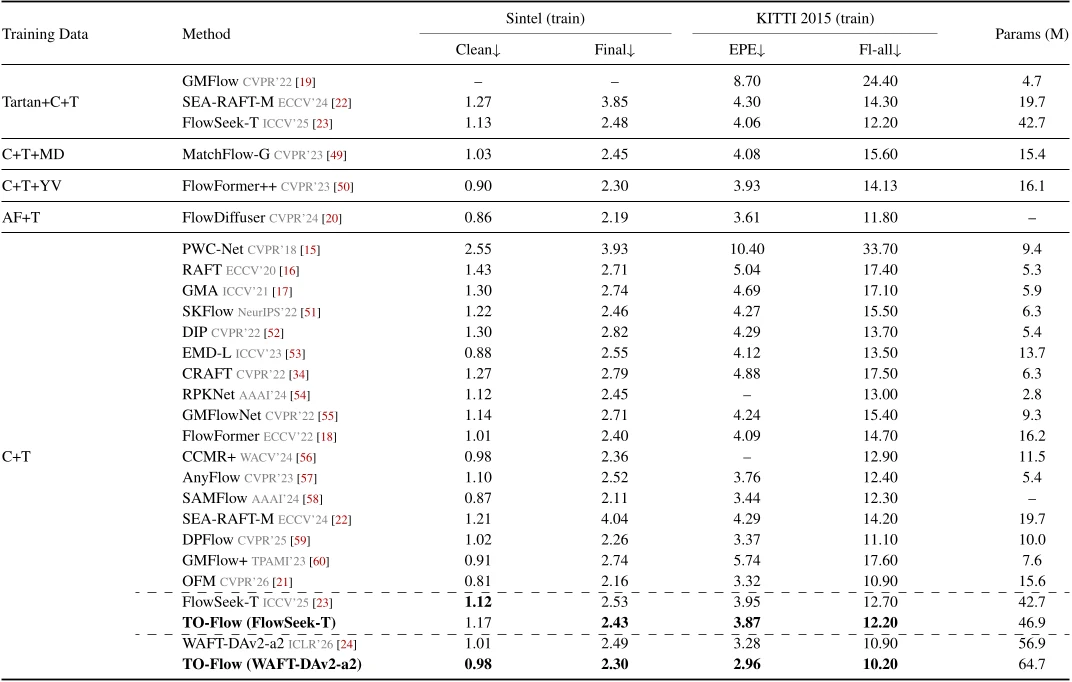 Training Data Method Sintel (train) KITTI 2015 (train) Params (M)
Clean↓ Final↓ EPE↓ Fl-all↓
GMFlow CVPR'22 [19] – – 8.70 24.40 4.7
Tartan+C+T SEA-RAFT-M ECCV'24 [22] 1.27 3.85 4.30 14.30 19.7
FlowSeek-T ICCV'25 [23] 1.13 2.48 4.06 12.20 42.7
C+T+MD MatchFlow-G CVPR'23 [49] 1.03 2.45 4.08 15.60 15.4
C+T+YV FlowFormer++ CVPR'23 [50] 0.90 2.30 3.93 14.13 16.1
AF+T FlowDiffuser CVPR'24 [20] 0.86 2.19 3.61 11.80 –
PWC-Net CVPR'18 [15] 2.55 3.93 10.40 33.70 9.4
RAFT ECCV'20 [16] 1.43 2.71 5.04 17.40 5.3
GMA ICCV'21 [17] 1.30 2.74 4.69 17.10 5.9
SKFlow NeurIPS'22 [51] 1.22 2.46 4.27 15.50 6.3
DIP CVPR'22 [52] 1.30 2.82 4.29 13.70 5.4
EMD-L ICCV'23 [53] 0.88 2.55 4.12 13.50 13.7
CRAFT CVPR'22 [34] 1.27 2.79 4.88 17.50 6.3
RPKNet AAAI'24 [54] 1.12 2.45 – 13.00 2.8
GMFlowNet CVPR'22 [55] 1.14 2.71 4.24 15.40 9.3
FlowFormer ECCV'22 [18] 1.01 2.40 4.09 14.70 16.2
C+T CCMR+ WACV'24 [56] 0.98 2.36 – 12.90 11.5
AnyFlow CVPR'23 [57] 1.10 2.52 3.76 12.40 5.4
SAMFlow AAAI'24 [58] 0.87 2.11 3.44 12.30 –
SEA-RAFT-M ECCV'24 [22] 1.21 4.04 4.29 14.20 19.7
DPFlow CVPR'25 [59] 1.02 2.26 3.37 11.10 10.0
GMFlow+ TPAMI'23 [60] 0.91 2.74 5.74 17.60 7.6
OFM CVPR'26 [21] 0.81 2.16 3.32 10.90 15.6
FlowSeek-T ICCV'25 [23] 1.12 2.53 3.95 12.70 42.7
TO-Flow (FlowSeek-T) 1.17 2.43 3.87 12.20 46.9
WAFT-DAv2-a2 ICLR'26 [24] 1.01 2.49 3.28 10.90 56.9
TO-Flow (WAFT-DAv2-a2) 0.98 2.30 2.96 10.20 64.7